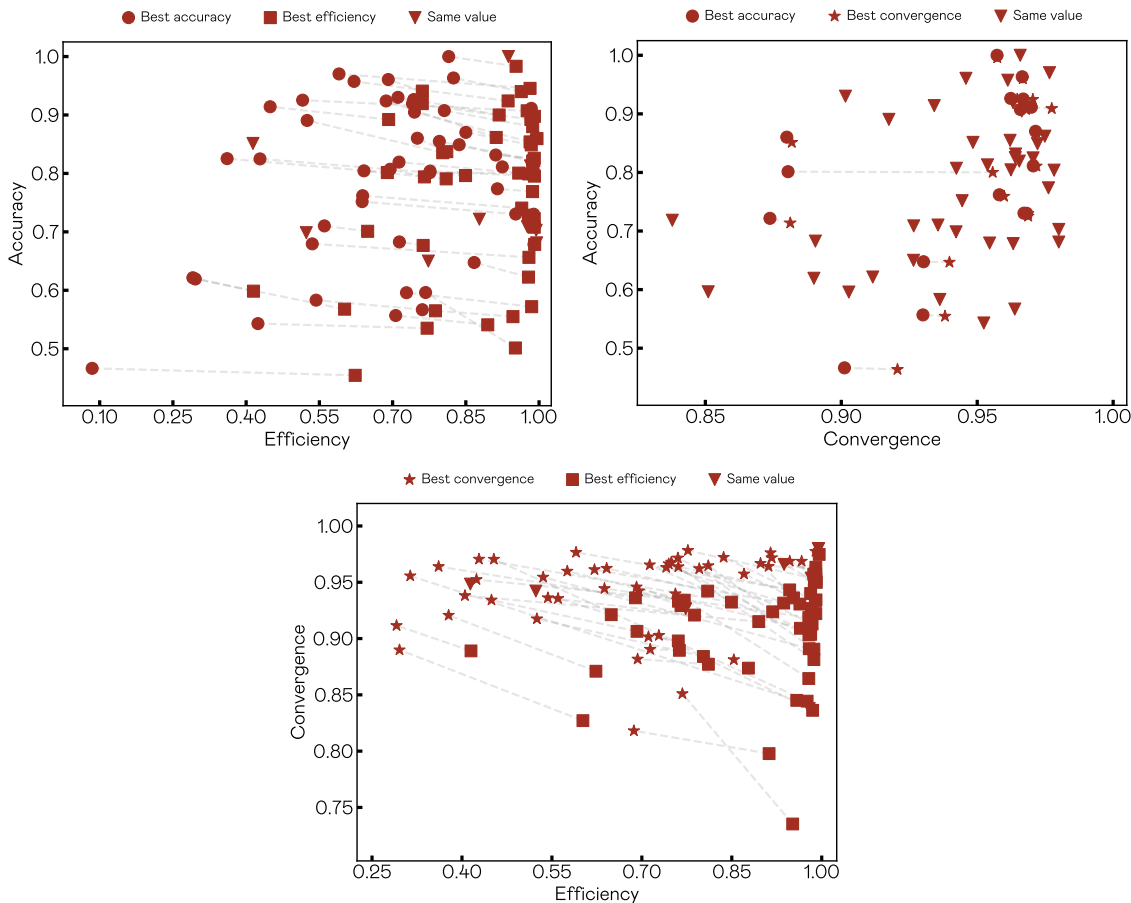 Best accuracy Best efficiency Same value
1.0
0.9
0.8
0.7
0.6
0.5
Accuracy
0.10 0.25 0.40 0.55 0.70 0.85 1.00
Efficiency
Best accuracy Best convergence Same value
1.0
0.9
0.8
0.7
0.6
0.5
Accuracy
0.85 0.90 0.95 1.00
Convergence
Best convergence Best efficiency Same value
1.00
0.95
0.90
0.85
0.80
0.75
Convergence
0.25 0.40 0.55 0.70 0.85 1.00
Efficiency